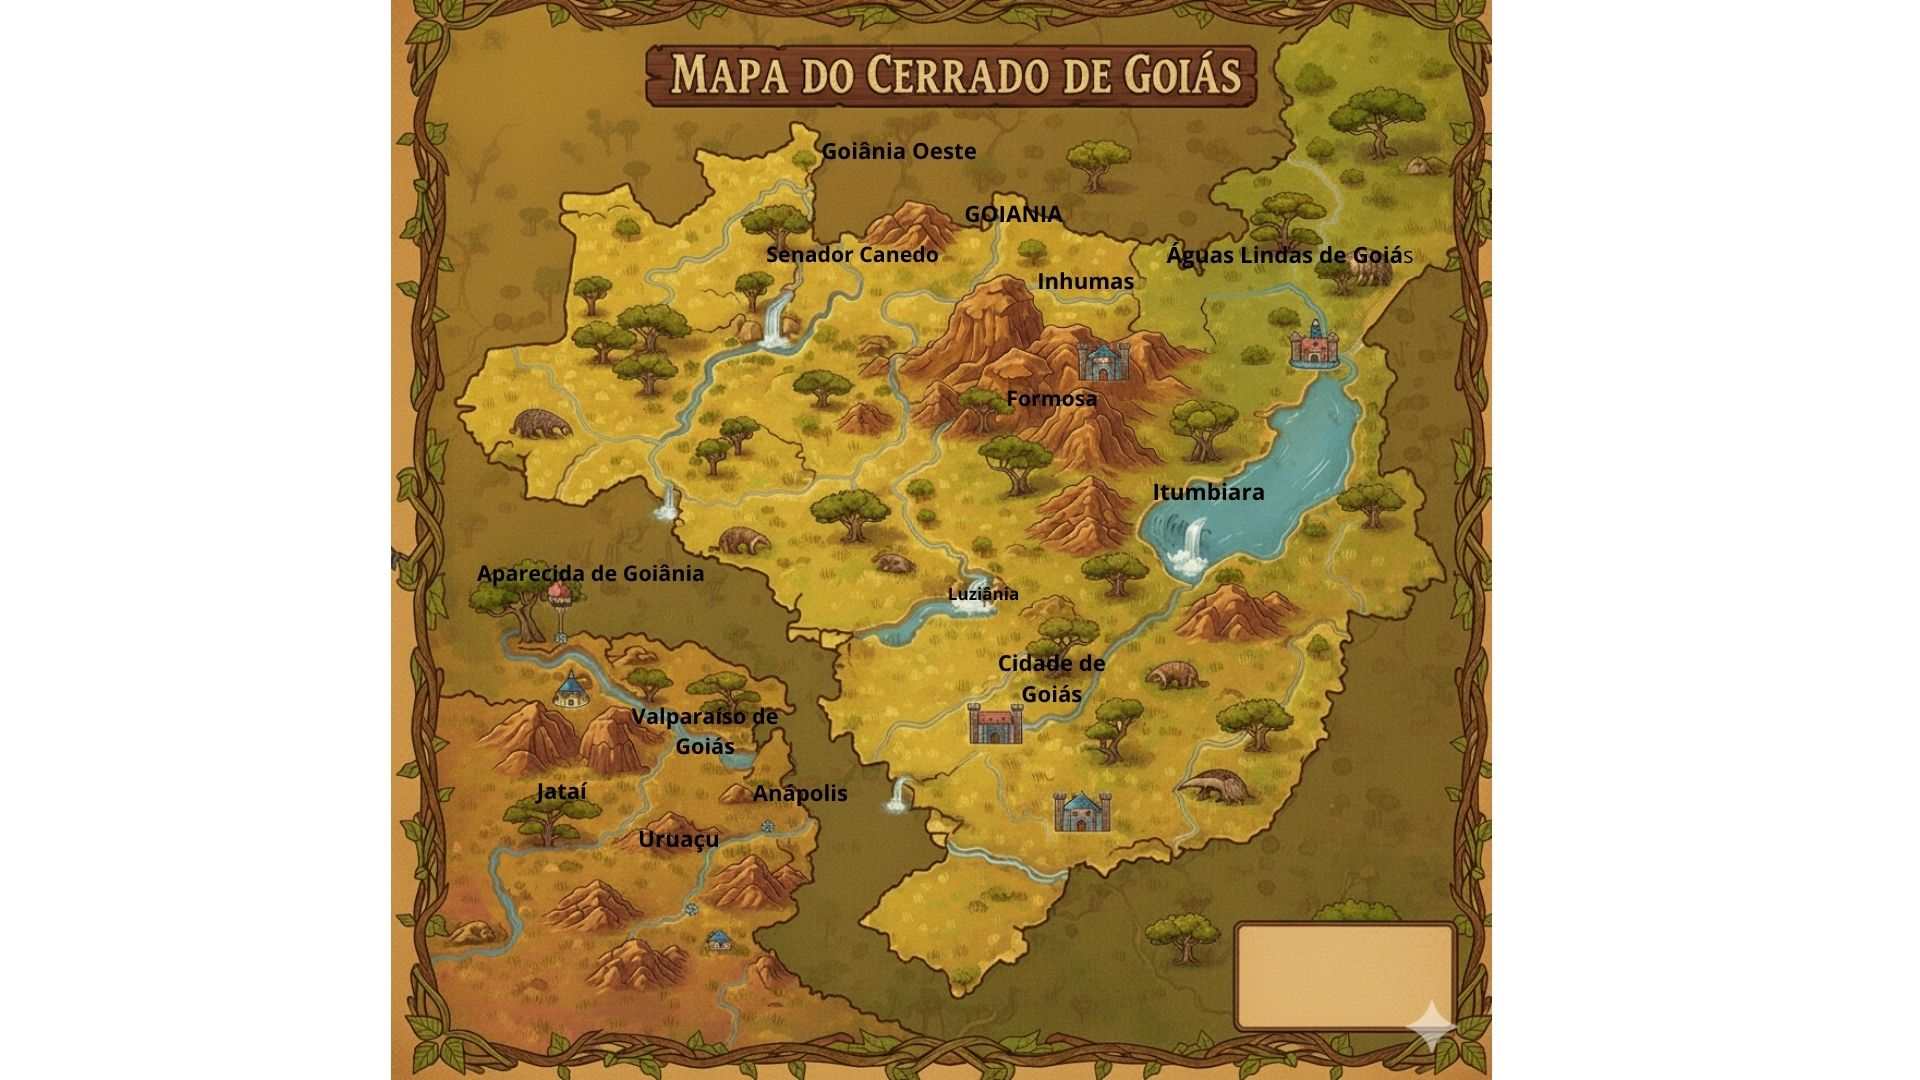 MAPA DO CERRADO DE GOIÁS
Goiânia Oeste
GOIANIA
Senador Canedo
Águas Lindas de Goiás
Inhumas
Formosa
Itumbiara
Aparecida de Goiânia
Luziânia
Cidade de
Goiás
Valparaíso de
Goiás
Jataí
Anápolis
Uruaçu